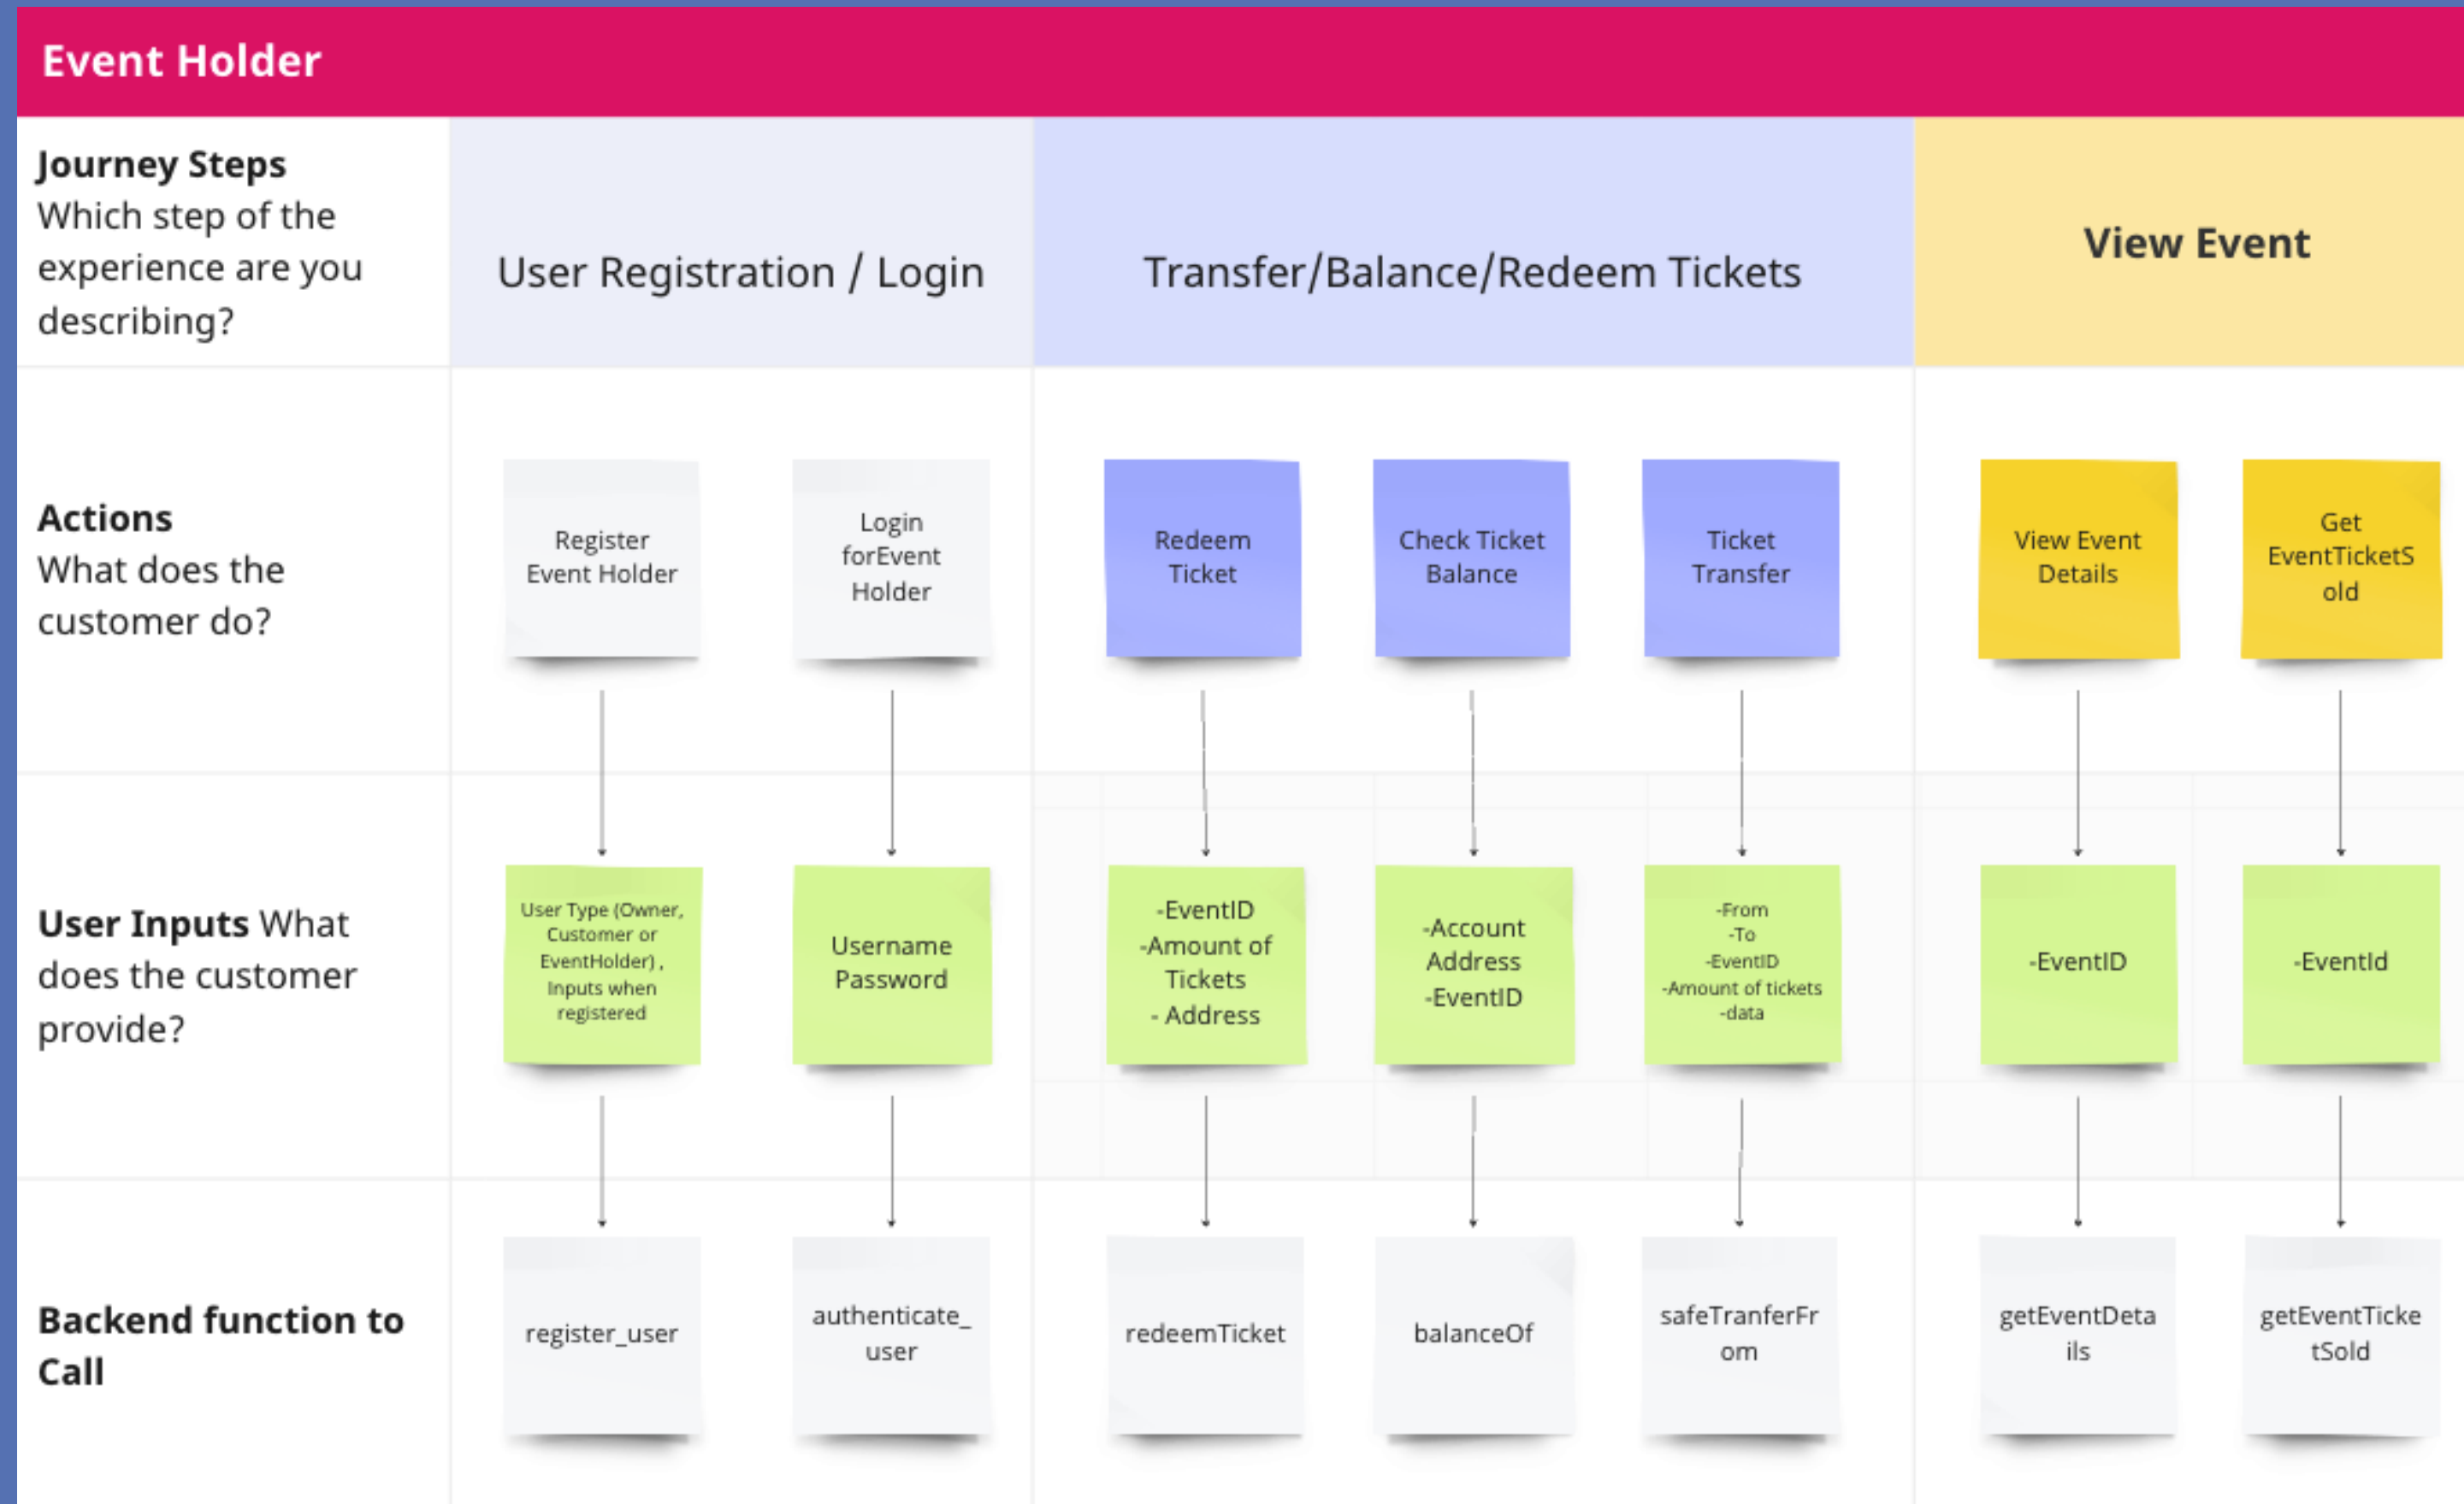 Event Holder
Journey Steps
Which step of the
experience are you
describing?
User Registration / Login
Transfer/Balance/Redeem Tickets
View Event
Actions
What does the
customer do?
Register
Event Holder
Login
forEvent
Holder
Redeem
Ticket
Check Ticket
Balance
Ticket
Transfer
View Event
Details
Get
EventTicketS
old
User Inputs What
does the customer
provide?
User Type (Owner,
Customer or
EventHolder) ,
Inputs when
registered
Username
Password
-EventID
-Amount of
Tickets
- Address
-Account
Address
-EventID
-From
-To
-EventID
-Amount of tickets
-data
-EventID
-EventId
Backend function to
Call
register_user
authenticate_
user
redeemTicket
balanceOf
safeTranferFr
om
getEventDeta
ils
getEventTicke
tSold